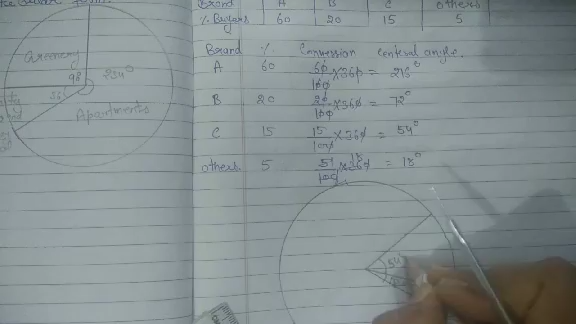 Brand A B C others
% Buyers 60 20 15 5
Brand % Conversion Central angle.
A 60 60/100 × 360 = 216°
B 20 20/100 × 360 = 72°
C 15 15/100 × 360 = 54°
others 5 5/100 × 360 = 18°
Grocery
98
234°
Apartments
54°